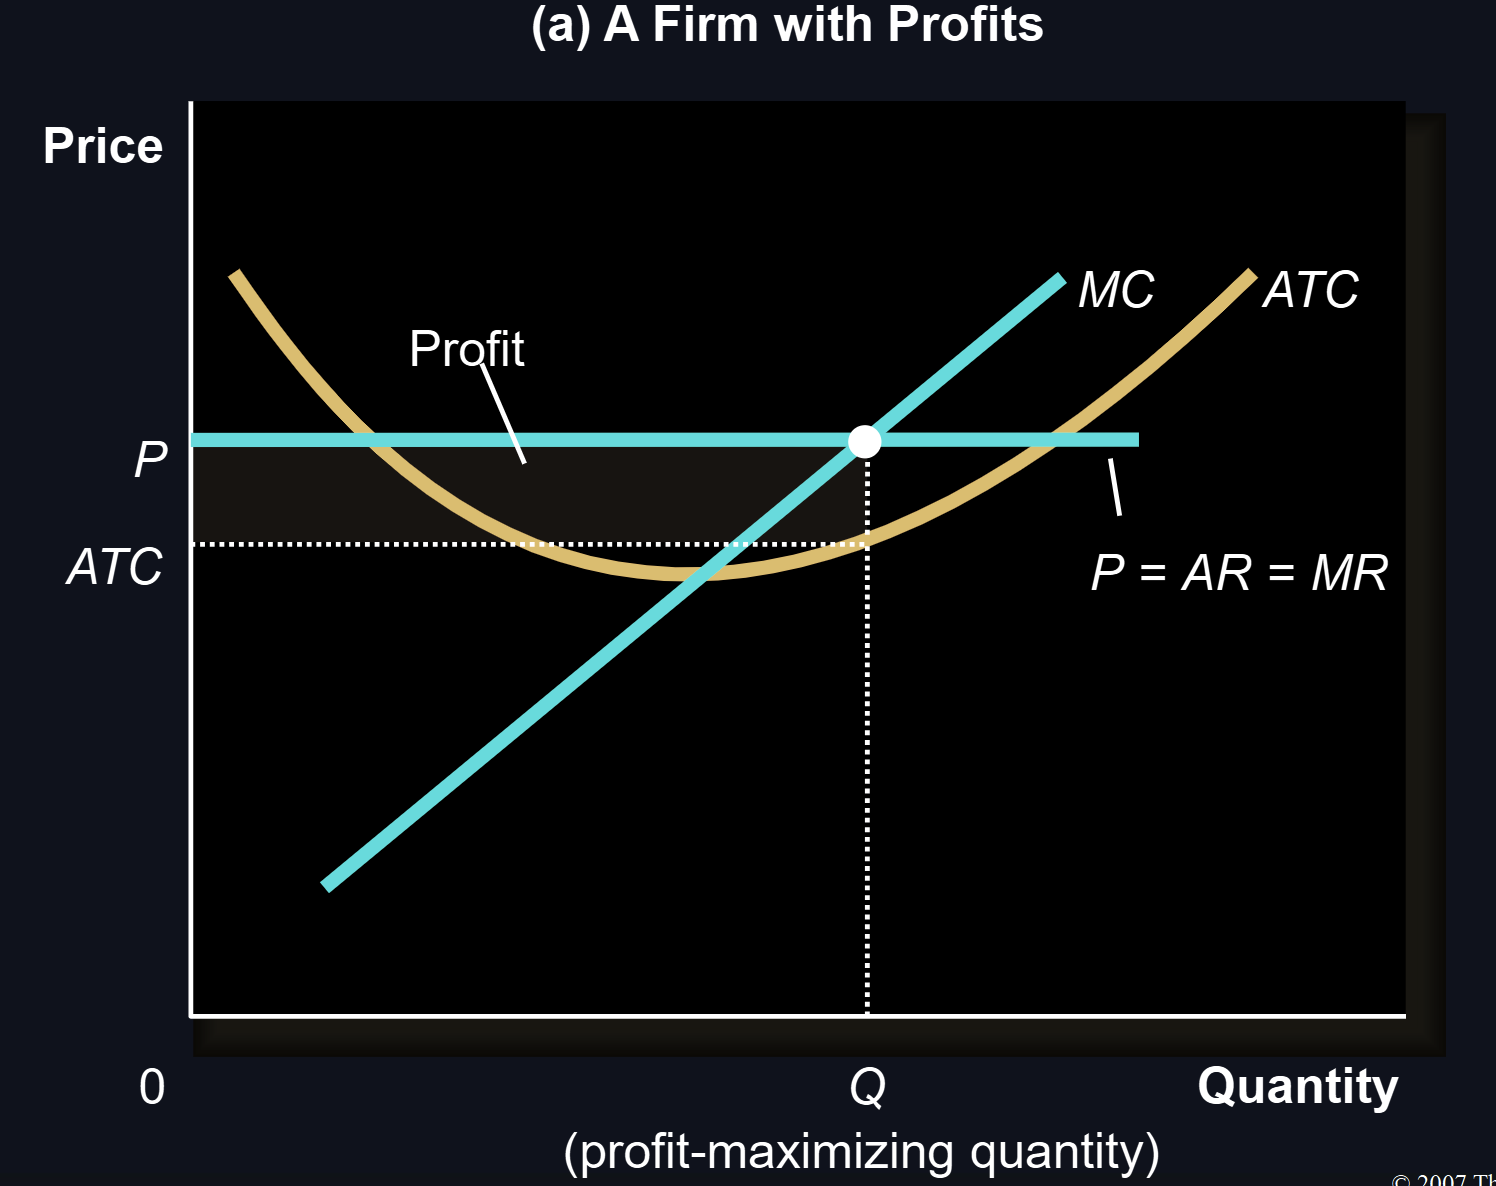 (a) A Firm with Profits
Price
MC
ATC
Profit
P
ATC
P = AR = MR
0
Q
Quantity
(profit-maximizing quantity)
© 2007 Th